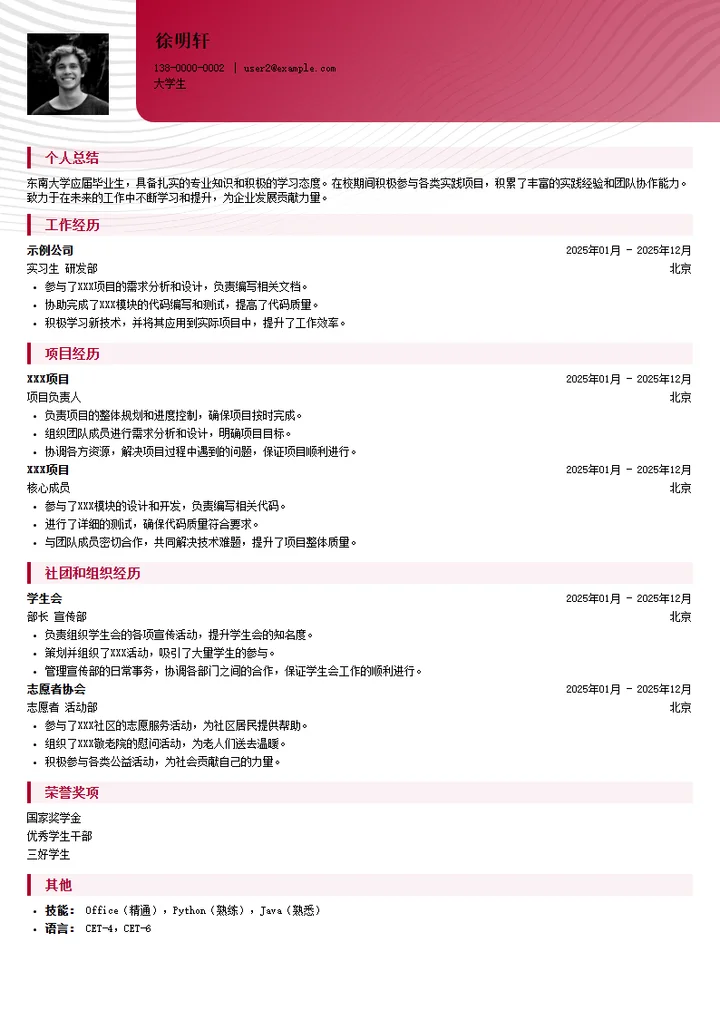 徐明轩
138-0000-0002 | user2@example.com
大学生
个人总结
东南大学应届毕业生，具备扎实的专业知识和积极的学习态度。在校期间积极参与各类实践项目，积累了丰富的实践经验和团队协作能力。
致力于在未来的工作中不断学习和提升，为企业发展贡献力量。
工作经历
示例公司 2025年01月 - 2025年12月
实习生 研发部 北京
• 参与了XXX项目的需求分析和设计，负责编写相关文档。
• 协助完成了XXX模块的代码编写和测试，提高了代码质量。
• 积极学习新技术，并将其应用到实际项目中，提升了工作效率。
项目经历
XXX项目 2025年01月 - 2025年12月
项目负责人 北京
• 负责项目的整体规划和进度控制，确保项目按时完成。
• 组织团队成员进行需求分析和设计，明确项目目标。
• 协调各方资源，解决项目过程中遇到的问题，保证项目顺利进行。
XXX项目 2025年01月 - 2025年12月
核心成员 北京
• 参与了XXX模块的设计和开发，负责编写相关代码。
• 进行了详细的测试，确保代码质量符合要求。
• 与团队成员密切合作，共同解决技术难题，提升了项目整体质量。
社团和组织经历
学生会 2025年01月 - 2025年12月
部长 宣传部 北京
• 负责组织学生会的各项宣传活动，提升学生会的知名度。
• 策划并组织了XXX活动，吸引了大量学生的参与。
• 管理宣传部的日常事务，协调各部门之间的合作，保证学生会工作的顺利进行。
志愿者协会 2025年01月 - 2025年12月
志愿者 活动部 北京
• 参与了XXX社区的志愿服务活动，为社区居民提供帮助。
• 组织了XXX敬老院的慰问活动，为老人们送去温暖。
• 积极参与各类公益活动，为社会贡献自己的力量。
荣誉奖项
国家奖学金
优秀学生干部
三好学生
其他
• 技能： Office（精通），Python（熟练），Java（熟悉）
• 语言： CET-4，CET-6